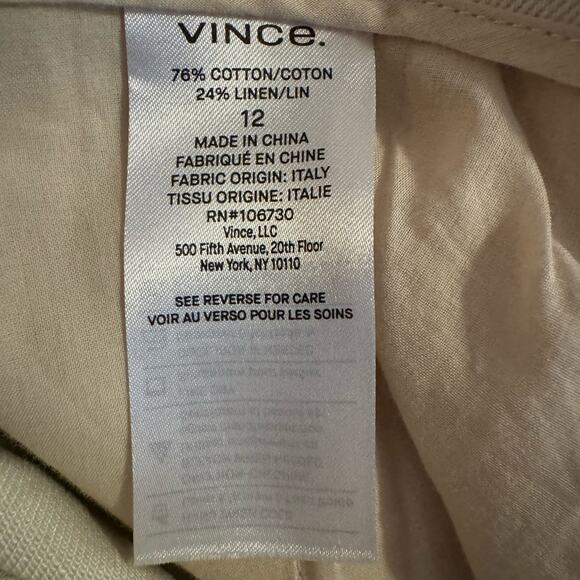 VINCE.
76% COTTON/COTON
24% LINEN/LIN
12
MADE IN CHINA
FABRIQUÉ EN CHINE
FABRIC ORIGIN: ITALY
TISSU ORIGINE: ITALIE
RN#106730
Vince, LLC
500 Fifth Avenue, 20th Floor
New York, NY 10110
SEE REVERSE FOR CARE
VOIR AU VERSO POUR LES SOINS